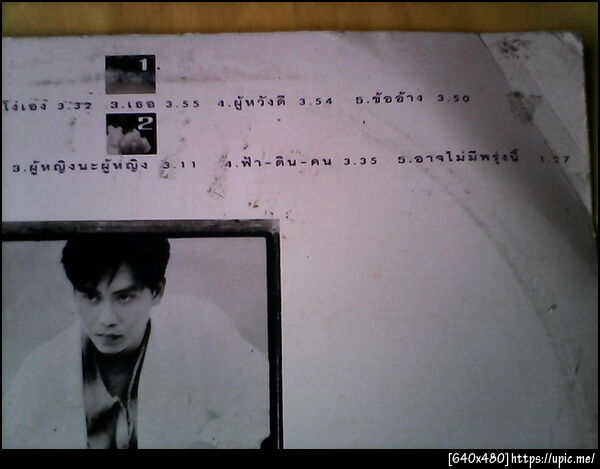 1
โง่เอง 3.32 3.เธอ 3.55 4.ผู้หวังดี 3.54 5.ข้ออ้าง 3.50
2
3.ผู้หญิงนะผู้หญิง 3.11 4.ฟ้า-ดิน-คน 3.35 5.อาจไม่มีพรุ่งนี้ 1.27
[640x480]https://upic.me/